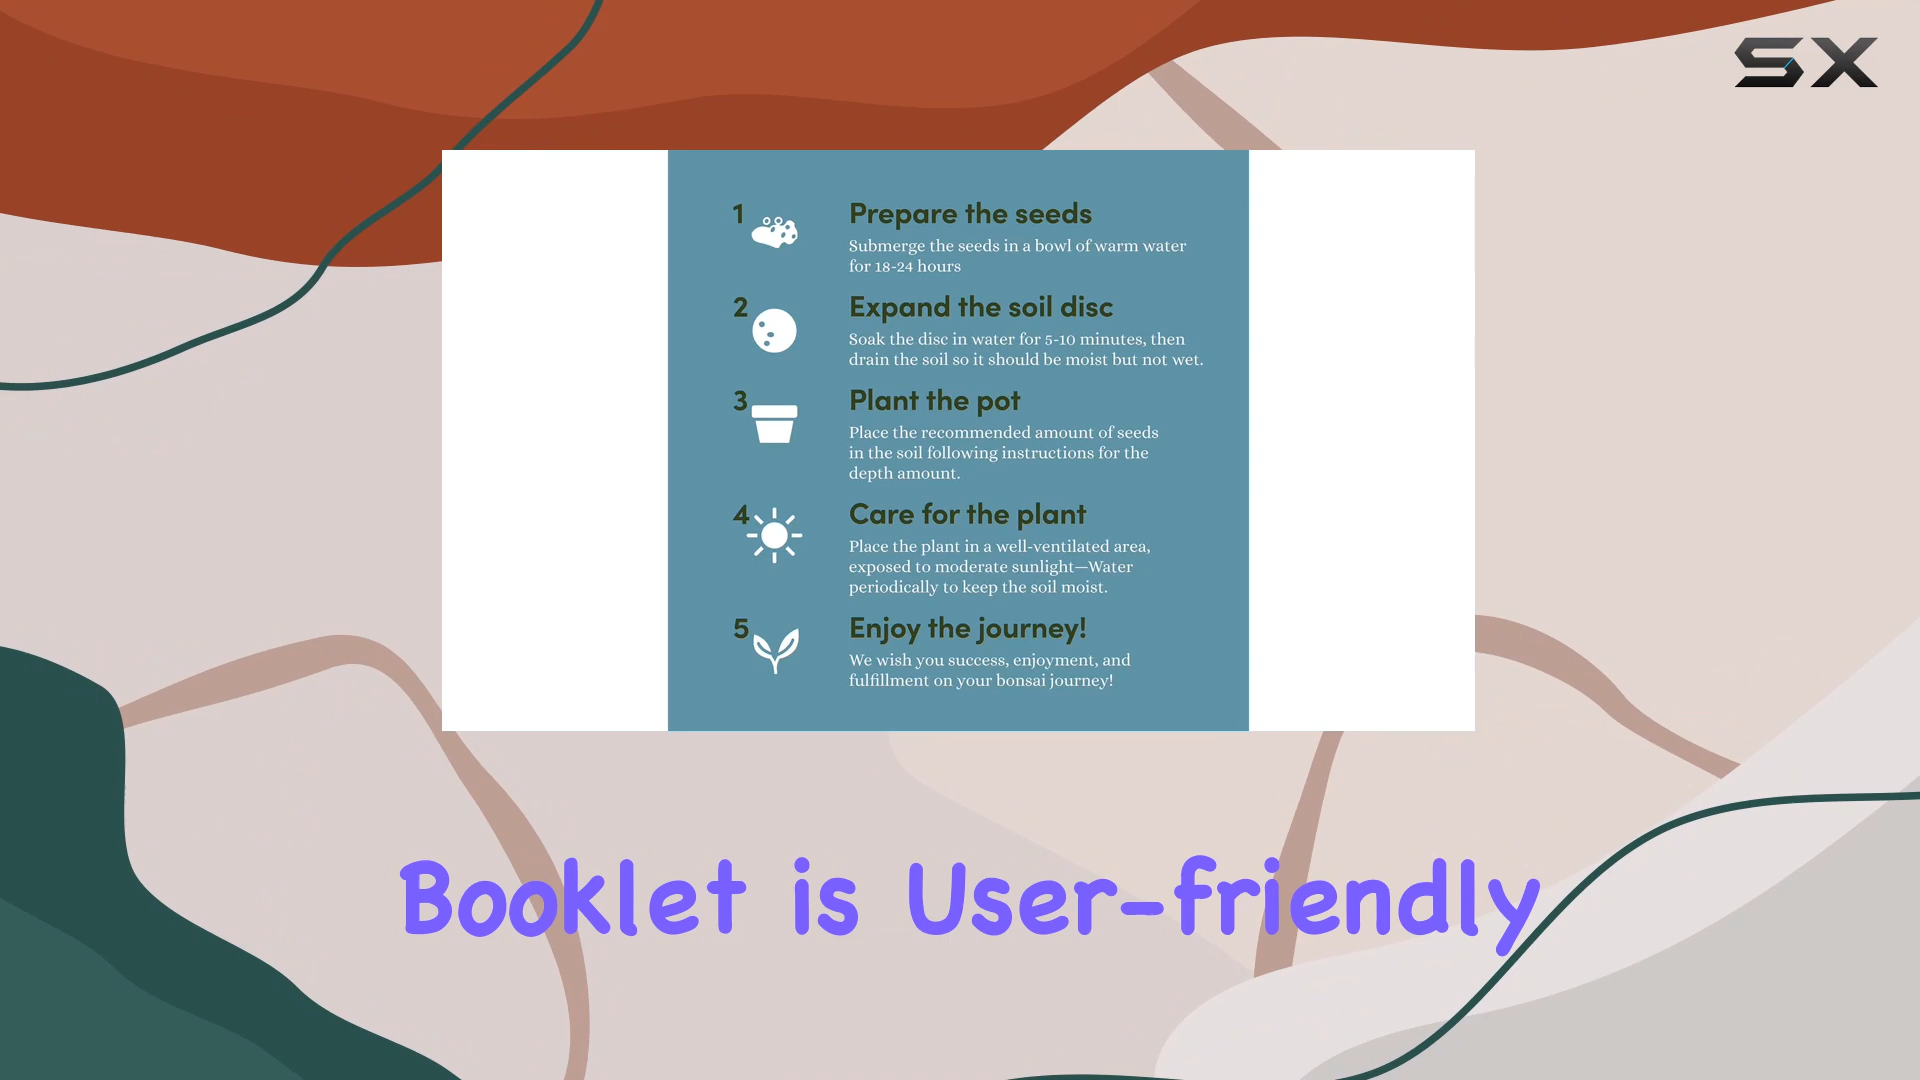 SX
1 Prepare the seeds
Submerge the seeds in a bowl of warm water
for 18-24 hours
2 Expand the soil disc
Soak the disc in water for 5-10 minutes, then
drain the soil so it should be moist but not wet.
3 Plant the pot
Place the recommended amount of seeds
in the soil following instructions for the
depth amount.
4 Care for the plant
Place the plant in a well-ventilated area,
exposed to moderate sunlight—Water
periodically to keep the soil moist.
5 Enjoy the journey!
We wish you success, enjoyment, and
fulfillment on your bonsai journey!
Booklet is User-friendly